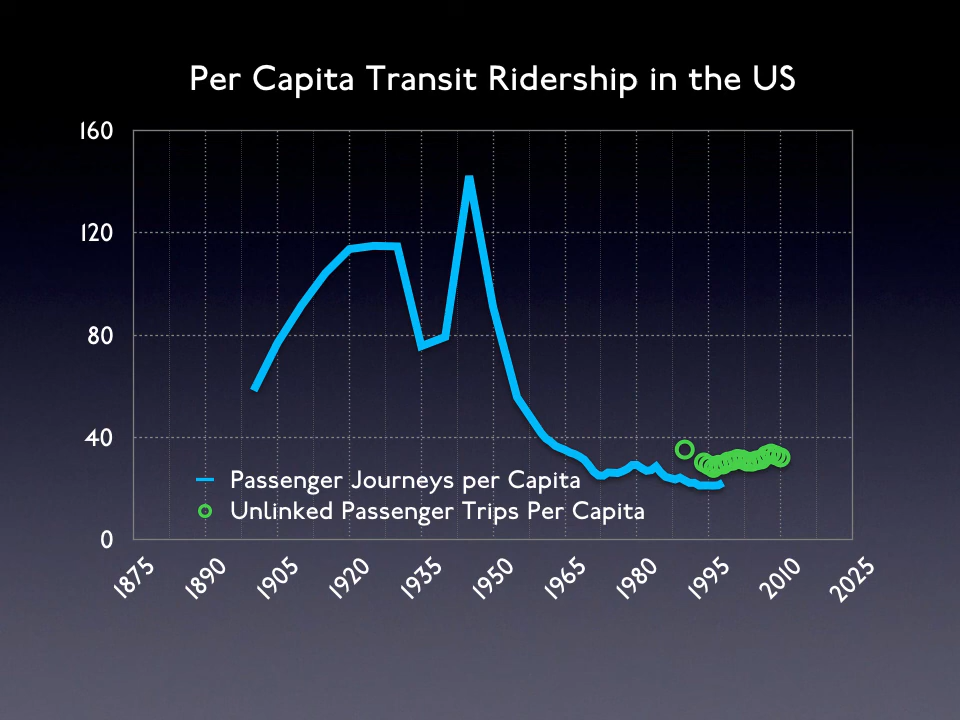 Per Capita Transit Ridership in the US
160
120
80
40
0
Passenger Journeys per Capita
Unlinked Passenger Trips Per Capita
1875 1890 1905 1920 1935 1950 1965 1980 1995 2010 2025